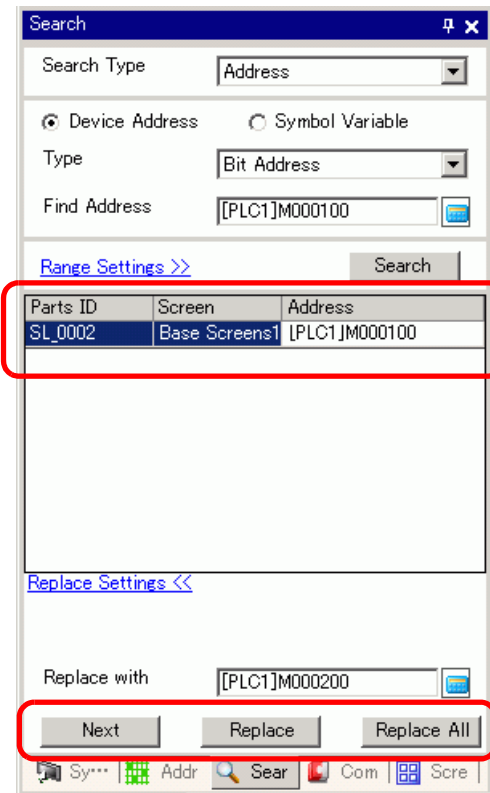 Search
Search Type Address
Device Address Symbol Variable
Type Bit Address
Find Address [PLC1]M000100
Range Settings >> Search
Parts ID Screen Address
SL_0002 Base Screens1 [PLC1]M000100
Replace Settings <<
Replace with [PLC1]M000200
Next Replace Replace All
Sy... Addr Sear Com Scre